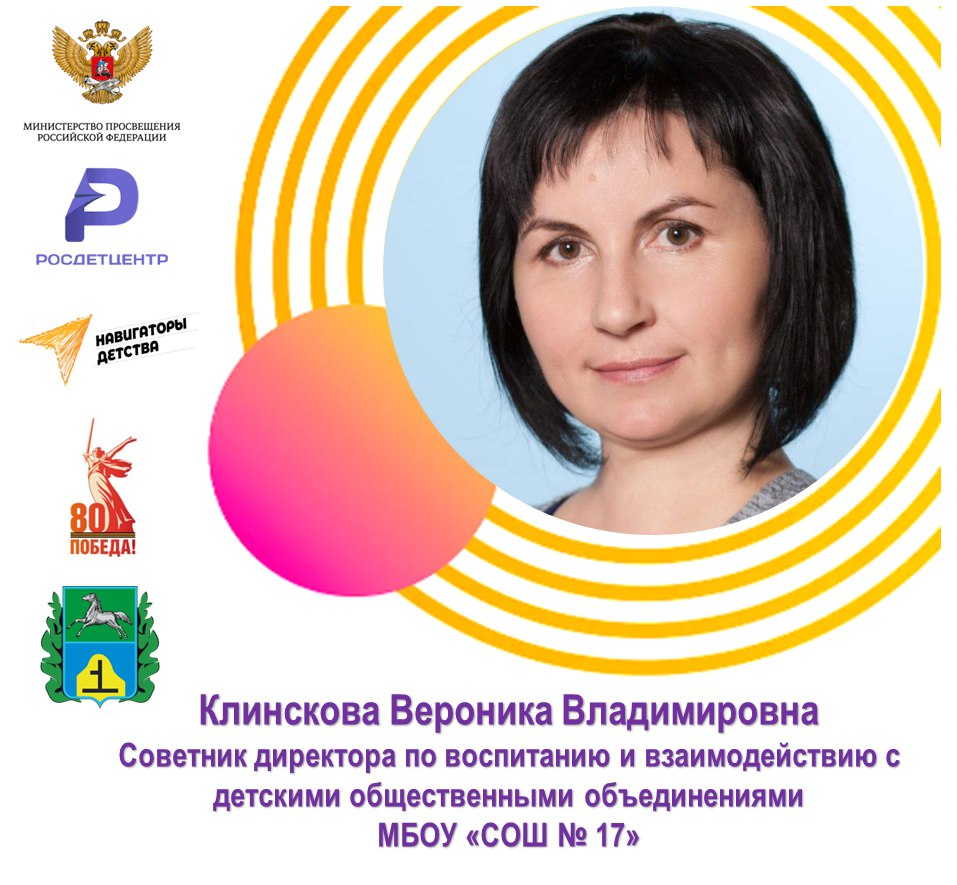 МИНИСТЕРСТВО ПРОСВЕЩЕНИЯ
РОССИЙСКОЙ ФЕДЕРАЦИИ
РОСДЕТЦЕНТР
НАВИГАТОРЫ
ДЕТСТВА
80
ПОБЕДА!
Клинскова Вероника Владимировна
Советник директора по воспитанию и взаимодействию с
детскими общественными объединениями
МБОУ «СОШ № 17»